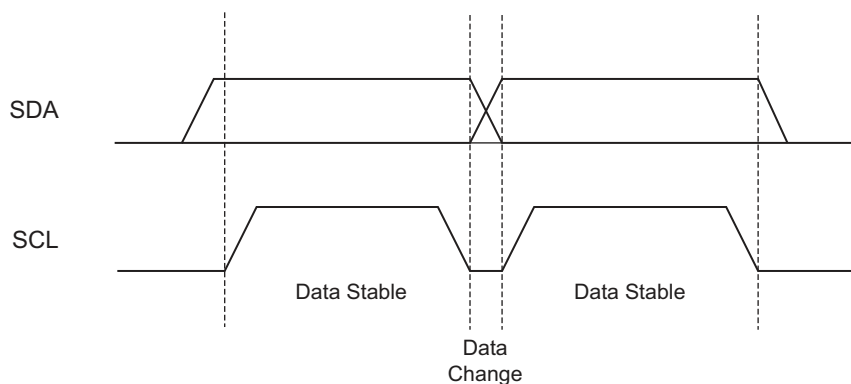 SDA
SCL
Data Stable
Data Stable
Data
Change